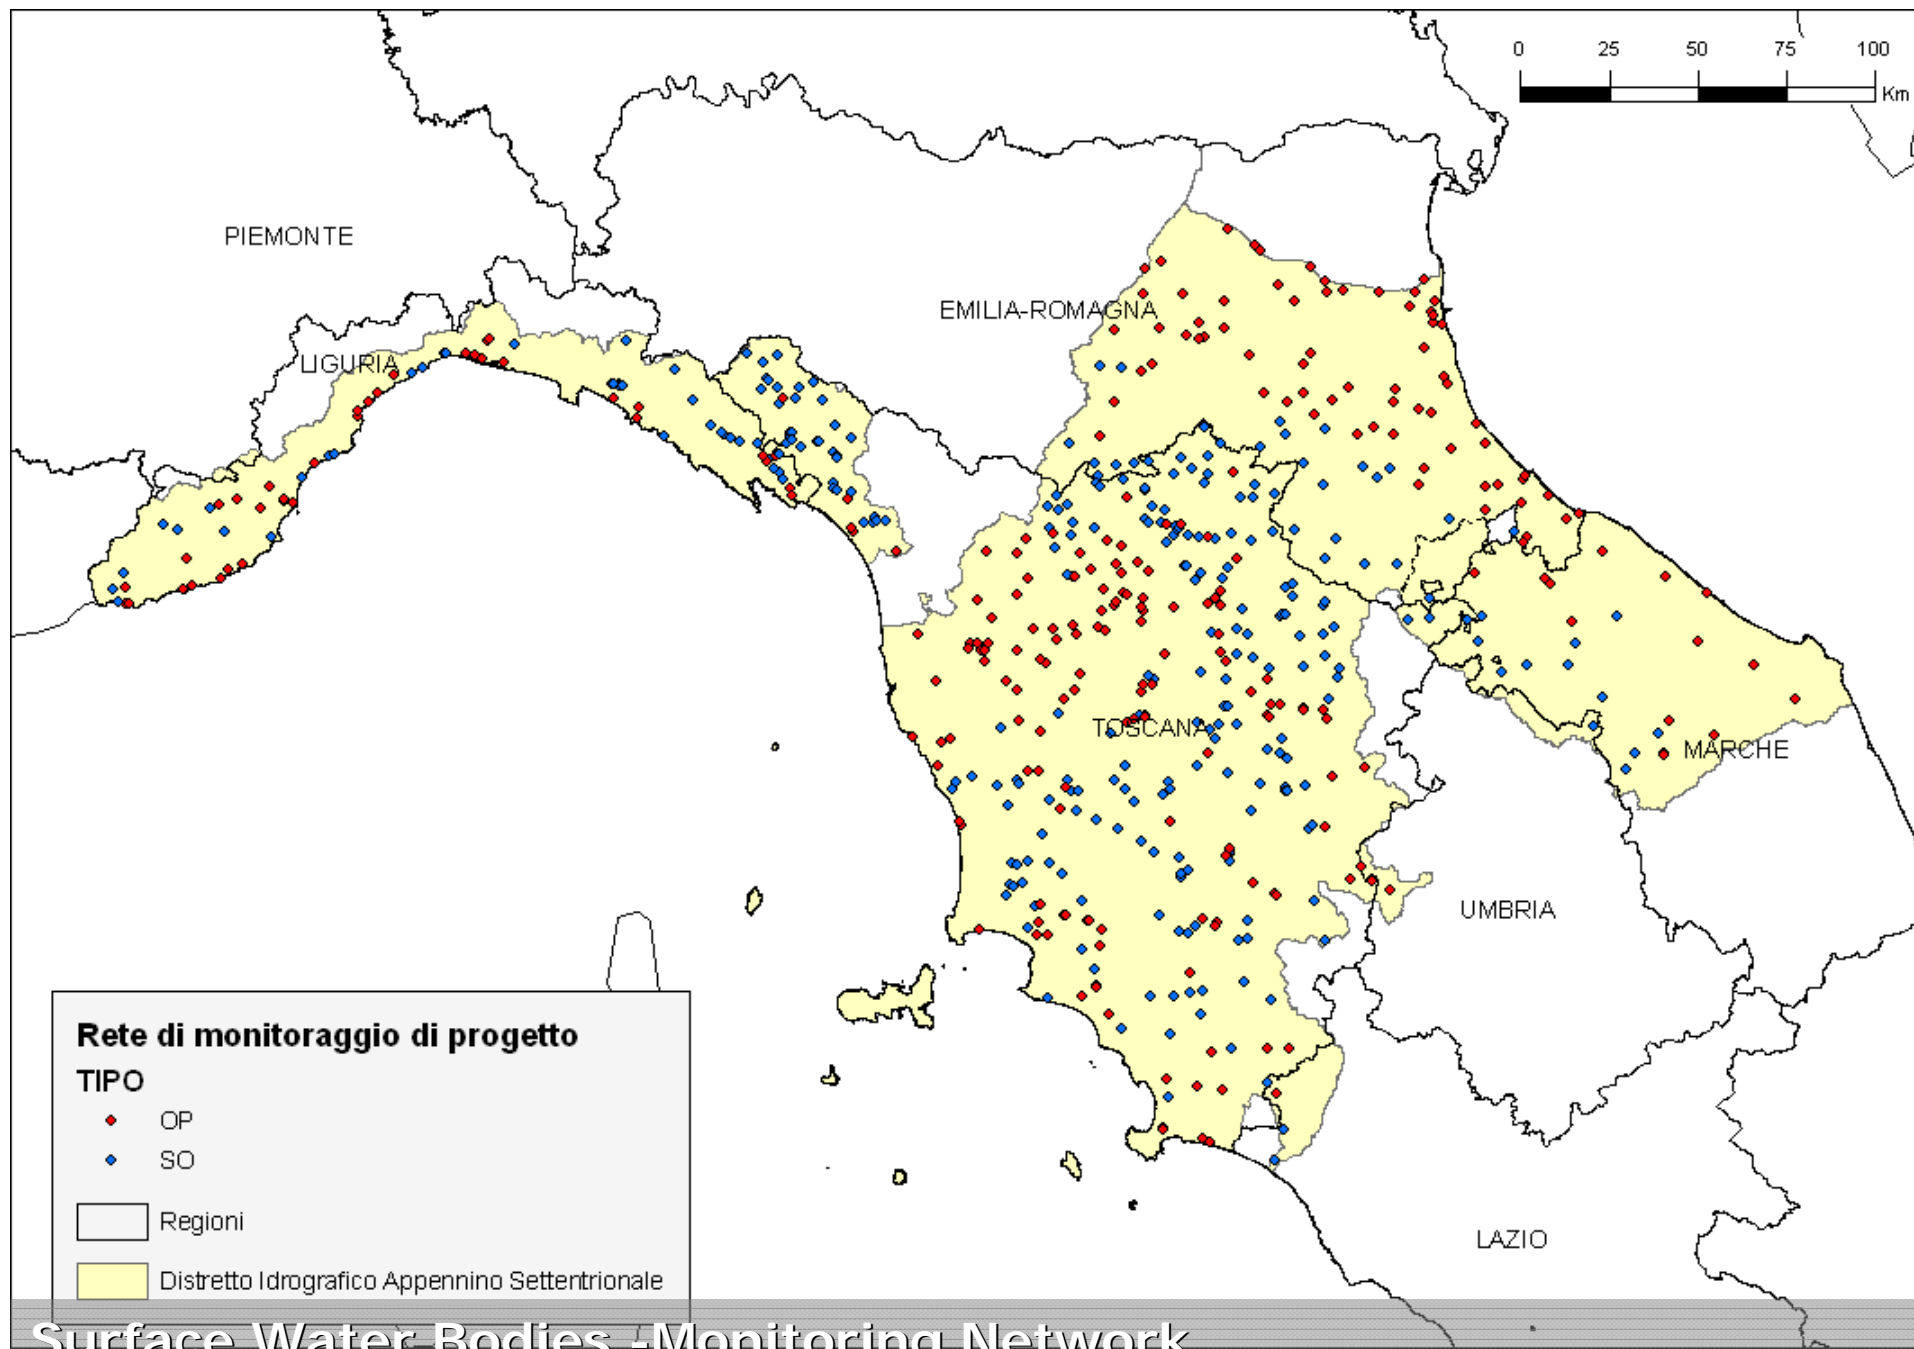 0 25 50 75 100
Km
PIEMONTE
EMILIA-ROMAGNA
LIGURIA
TOSCANA
MARCHE
UMBRIA
LAZIO
Rete di monitoraggio di progetto
TIPO
OP
SO
Regioni
Distretto Idrografico Appennino Settentrionale
Surface Water Bodies -Monitoring Network